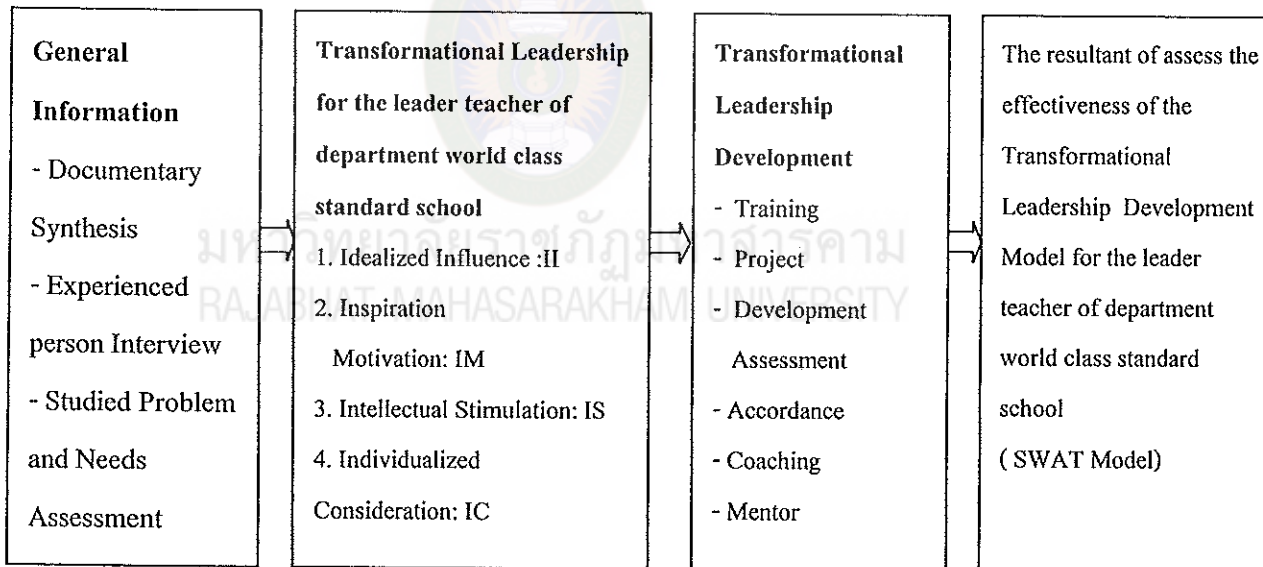 General
Information
- Documentary
Synthesis
- Experienced
person Interview
- Studied Problem
and Needs
Assessment
Transformational Leadership
for the leader teacher of
department world class
standard school
1. Idealized Influence :II
2. Inspiration
Motivation: IM
3. Intellectual Stimulation: IS
4. Individualized
Consideration: IC
Transformational
Leadership
Development
- Training
- Project
- Development
Assessment
- Accordance
- Coaching
- Mentor
The resultant of assess the
effectiveness of the
Transformational
Leadership Development
Model for the leader
teacher of department
world class standard
school
( SWAT Model)
มหาวิทยาลัยราชภัฏมหาสารคาม
RAJABHAT MAHASARAKHAM UNIVERSITY